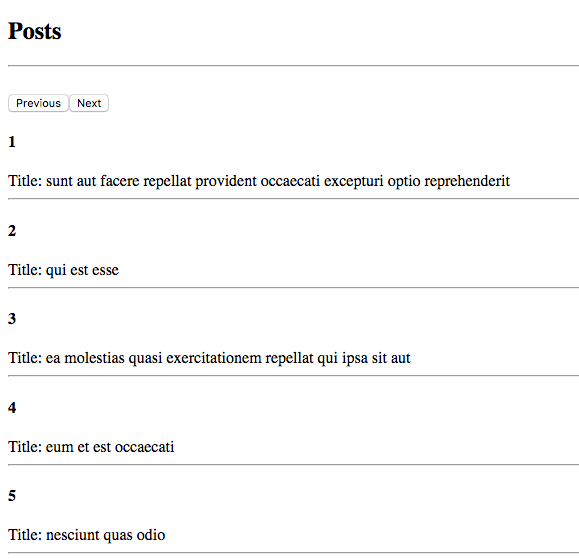 Posts
Previous Next
1
Title: sunt aut facere repellat provident occaecati excepturi optio reprehenderit
2
Title: qui est esse
3
Title: ea molestias quasi exercitationem repellat qui ipsa sit aut
4
Title: eum et est occaecati
5
Title: nesciunt quas odio